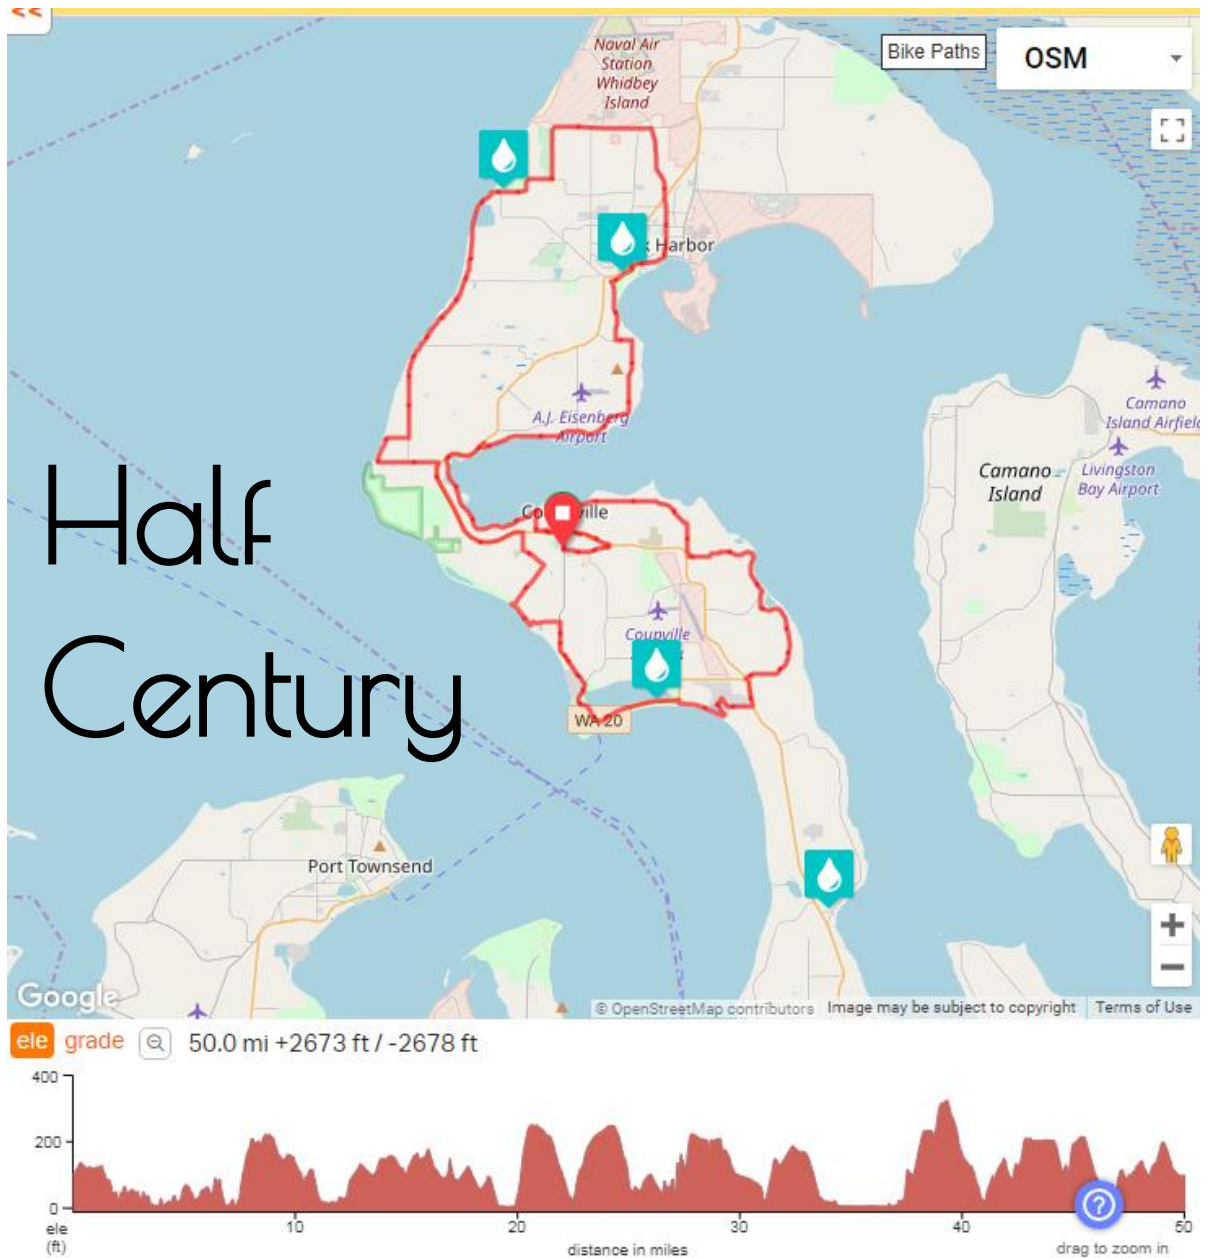 <<
Naval Air
Station
Whidbey
Island
Bike Paths
OSM
Harbor
A.J. Eisenberg
Airport
Camano
Island Airfield
Camano
Island
Livingston
Bay Airport
Half
Century
Coupville
WA 20
Port Townsend
Google
© OpenStreetMap contributors
Image may be subject to copyright
Terms of Use
ele
grade
50.0 mi +2673 ft / -2678 ft
400
200
0
ele
(ft)
10
20
30
40
50
?
distance in miles
drag to zoom in